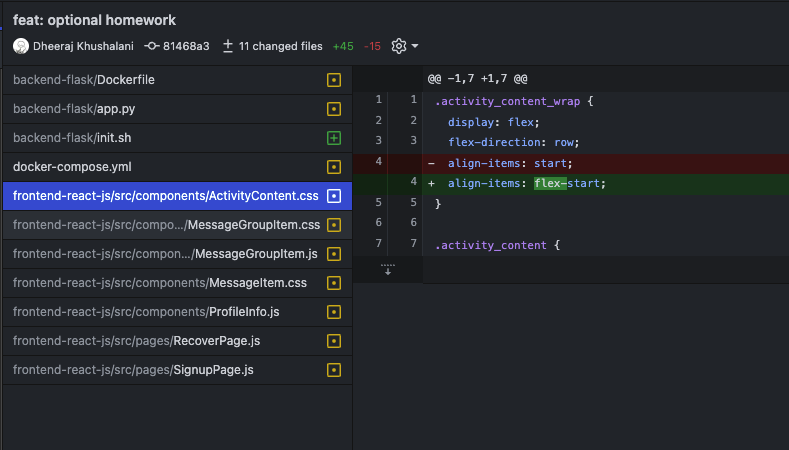 feat: optional homework
Dheeraj Khushalani 81468a3 11 changed files +45 -15
backend-flask/Dockerfile
backend-flask/app.py
backend-flask/init.sh
docker-compose.yml
frontend-react-js/src/components/ActivityContent.css
frontend-react-js/src/compo.../MessageGroupItem.css
frontend-react-js/src/compon.../MessageGroupItem.js
frontend-react-js/src/components/MessageItem.css
frontend-react-js/src/components/ProfileInfo.js
frontend-react-js/src/pages/RecoverPage.js
frontend-react-js/src/pages/SignupPage.js
@@ -1,7 +1,7 @@
1 1 .activity_content_wrap {
2 2 display: flex;
3 3 flex-direction: row;
4 - align-items: start;
4 + align-items: flex-start;
5 5 }
6 6
7 7 .activity_content {